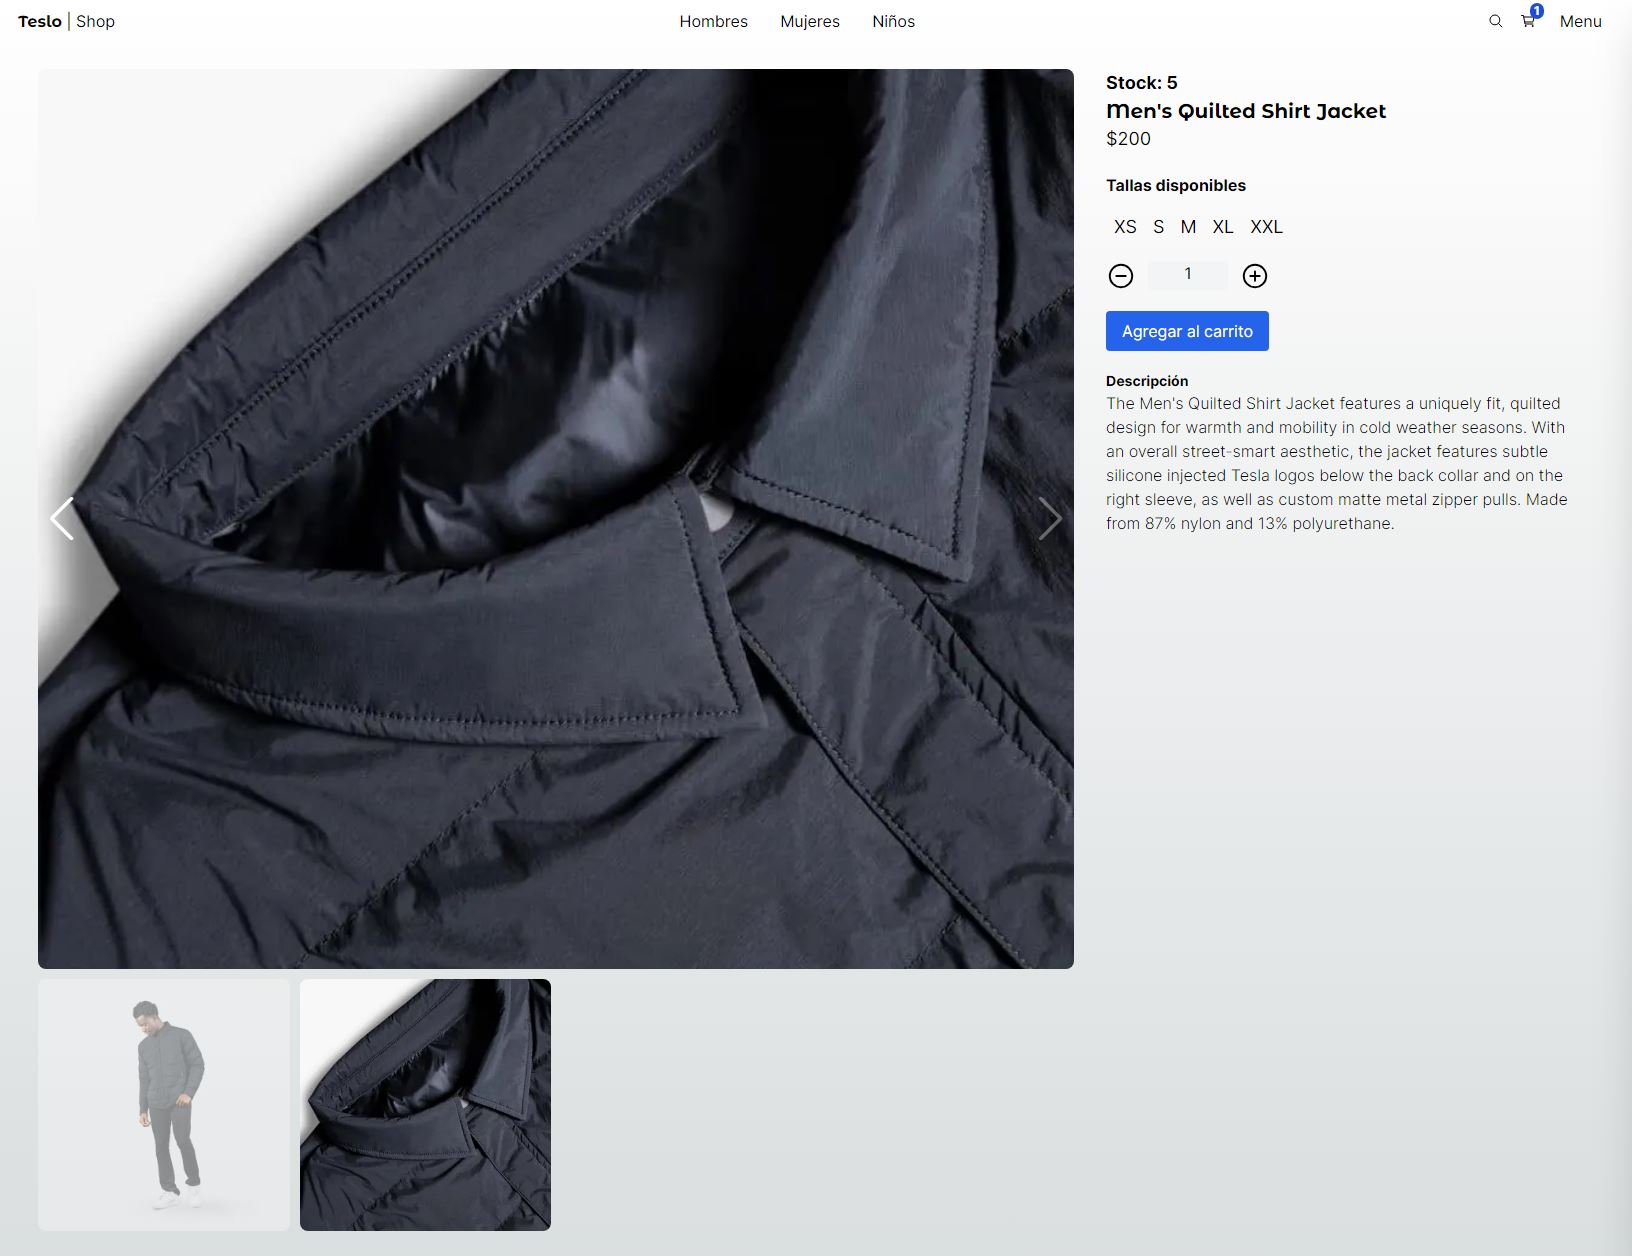 Teslo | Shop
Hombres Mujeres Niños
1
Menu
Stock: 5
Men's Quilted Shirt Jacket
$200
Tallas disponibles
XS S M XL XXL
1
Agregar al carrito
Descripción
The Men's Quilted Shirt Jacket features a uniquely fit, quilted
design for warmth and mobility in cold weather seasons. With
an overall street-smart aesthetic, the jacket features subtle
silicone injected Tesla logos below the back collar and on the
right sleeve, as well as custom matte metal zipper pulls. Made
from 87% nylon and 13% polyurethane.